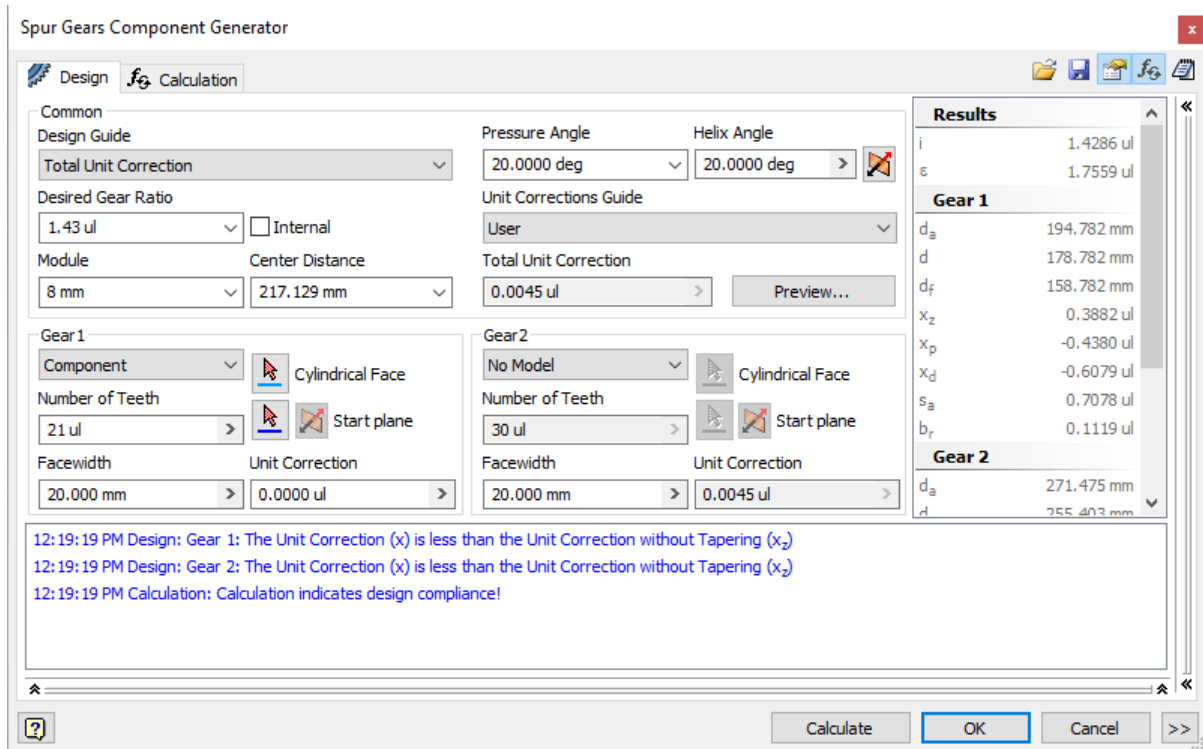 Spur Gears Component Generator
x
Design
Calculation
Common
Design Guide
Pressure Angle
Helix Angle
Total Unit Correction
20.0000 deg
20.0000 deg
Desired Gear Ratio
Unit Corrections Guide
1.43 ul
Internal
User
Module
Center Distance
Total Unit Correction
8 mm
217.129 mm
0.0045 ul
Preview...
Gear1
Component
Cylindrical Face
Number of Teeth
21 ul
Start plane
Facewidth
Unit Correction
20.000 mm
0.0000 ul
Gear2
No Model
Cylindrical Face
Number of Teeth
30 ul
Start plane
Facewidth
Unit Correction
20.000 mm
0.0045 ul
Results
i 1.4286 ul
ε 1.7559 ul
Gear 1
da 194.782 mm
d 178.782 mm
df 158.782 mm
xz 0.3882 ul
xp -0.4380 ul
xd -0.6079 ul
sa 0.7078 ul
br 0.1119 ul
Gear 2
da 271.475 mm
d 255.403 mm
12:19:19 PM Design: Gear 1: The Unit Correction (x) is less than the Unit Correction without Tapering (xz)
12:19:19 PM Design: Gear 2: The Unit Correction (x) is less than the Unit Correction without Tapering (xz)
12:19:19 PM Calculation: Calculation indicates design compliance!
Calculate
OK
Cancel
>>